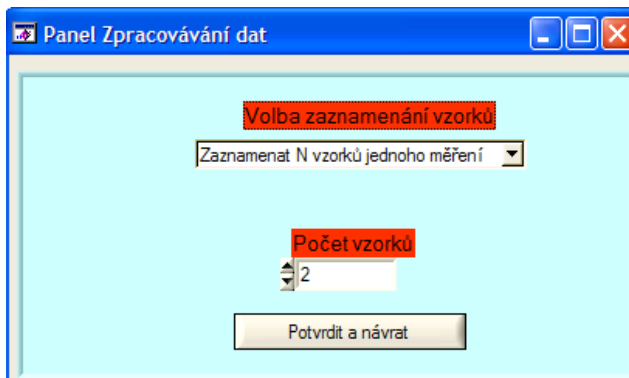 Panel Zpracovávání dat
Volba zaznamenání vzorků
Zaznamenat N vzorků jednoho měření
Počet vzorků
2
Potvrdit a návrat